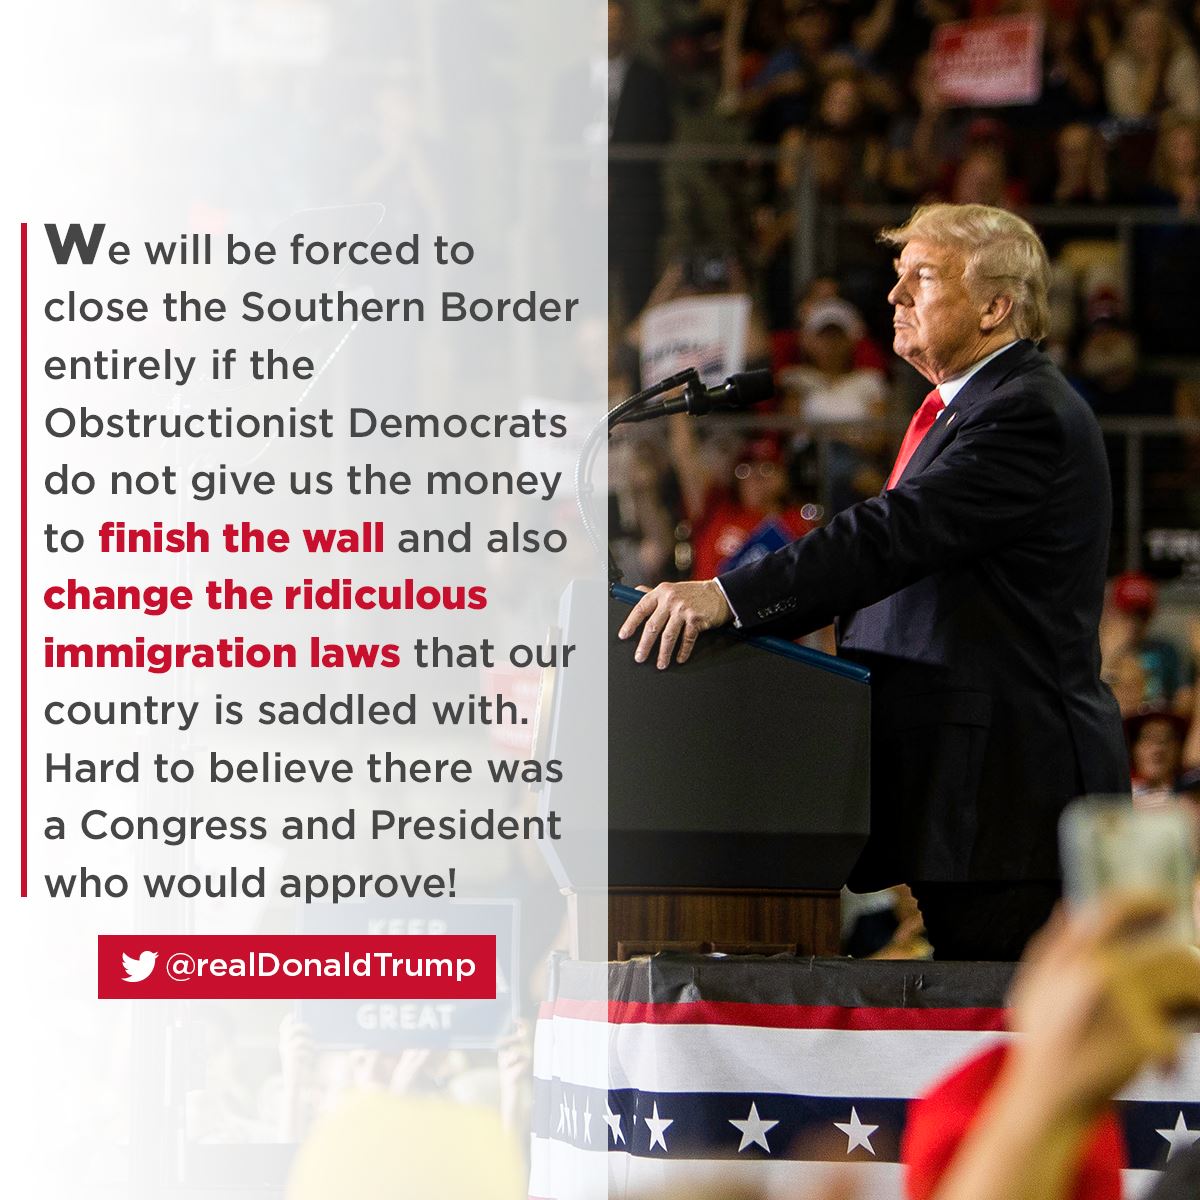 We will be forced to
close the Southern Border
entirely if the
Obstructionist Democrats
do not give us the money
to finish the wall and also
change the ridiculous
immigration laws that our
country is saddled with.
Hard to believe there was
a Congress and President
who would approve!
KEEP
@realDonaldTrump
GREAT